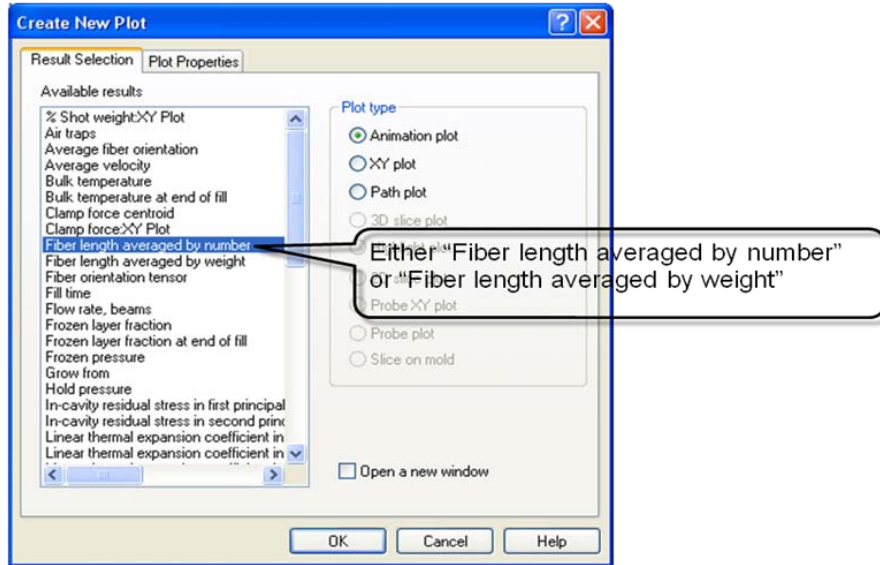 Create New Plot
Result Selection
Plot Properties
Available results
% Shot weight:XY Plot
Air traps
Average fiber orientation
Average velocity
Bulk temperature
Bulk temperature at end of fill
Clamp force centroid
Clamp force:XY Plot
Fiber length averaged by number
Fiber length averaged by weight
Fiber orientation tensor
Fill time
Flow rate, beams
Frozen layer fraction
Frozen layer fraction at end of fill
Frozen pressure
Grow from
Hold pressure
In-cavity residual stress in first principal
In-cavity residual stress in second princ
Linear thermal expansion coefficient in
Linear thermal expansion coefficient in
Plot type
Animation plot
XY plot
Path plot
3D slice plot
Either “Fiber length averaged by number”
or “Fiber length averaged by weight”
Probe XY plot
Probe plot
Slice on mold
Open a new window
OK
Cancel
Help